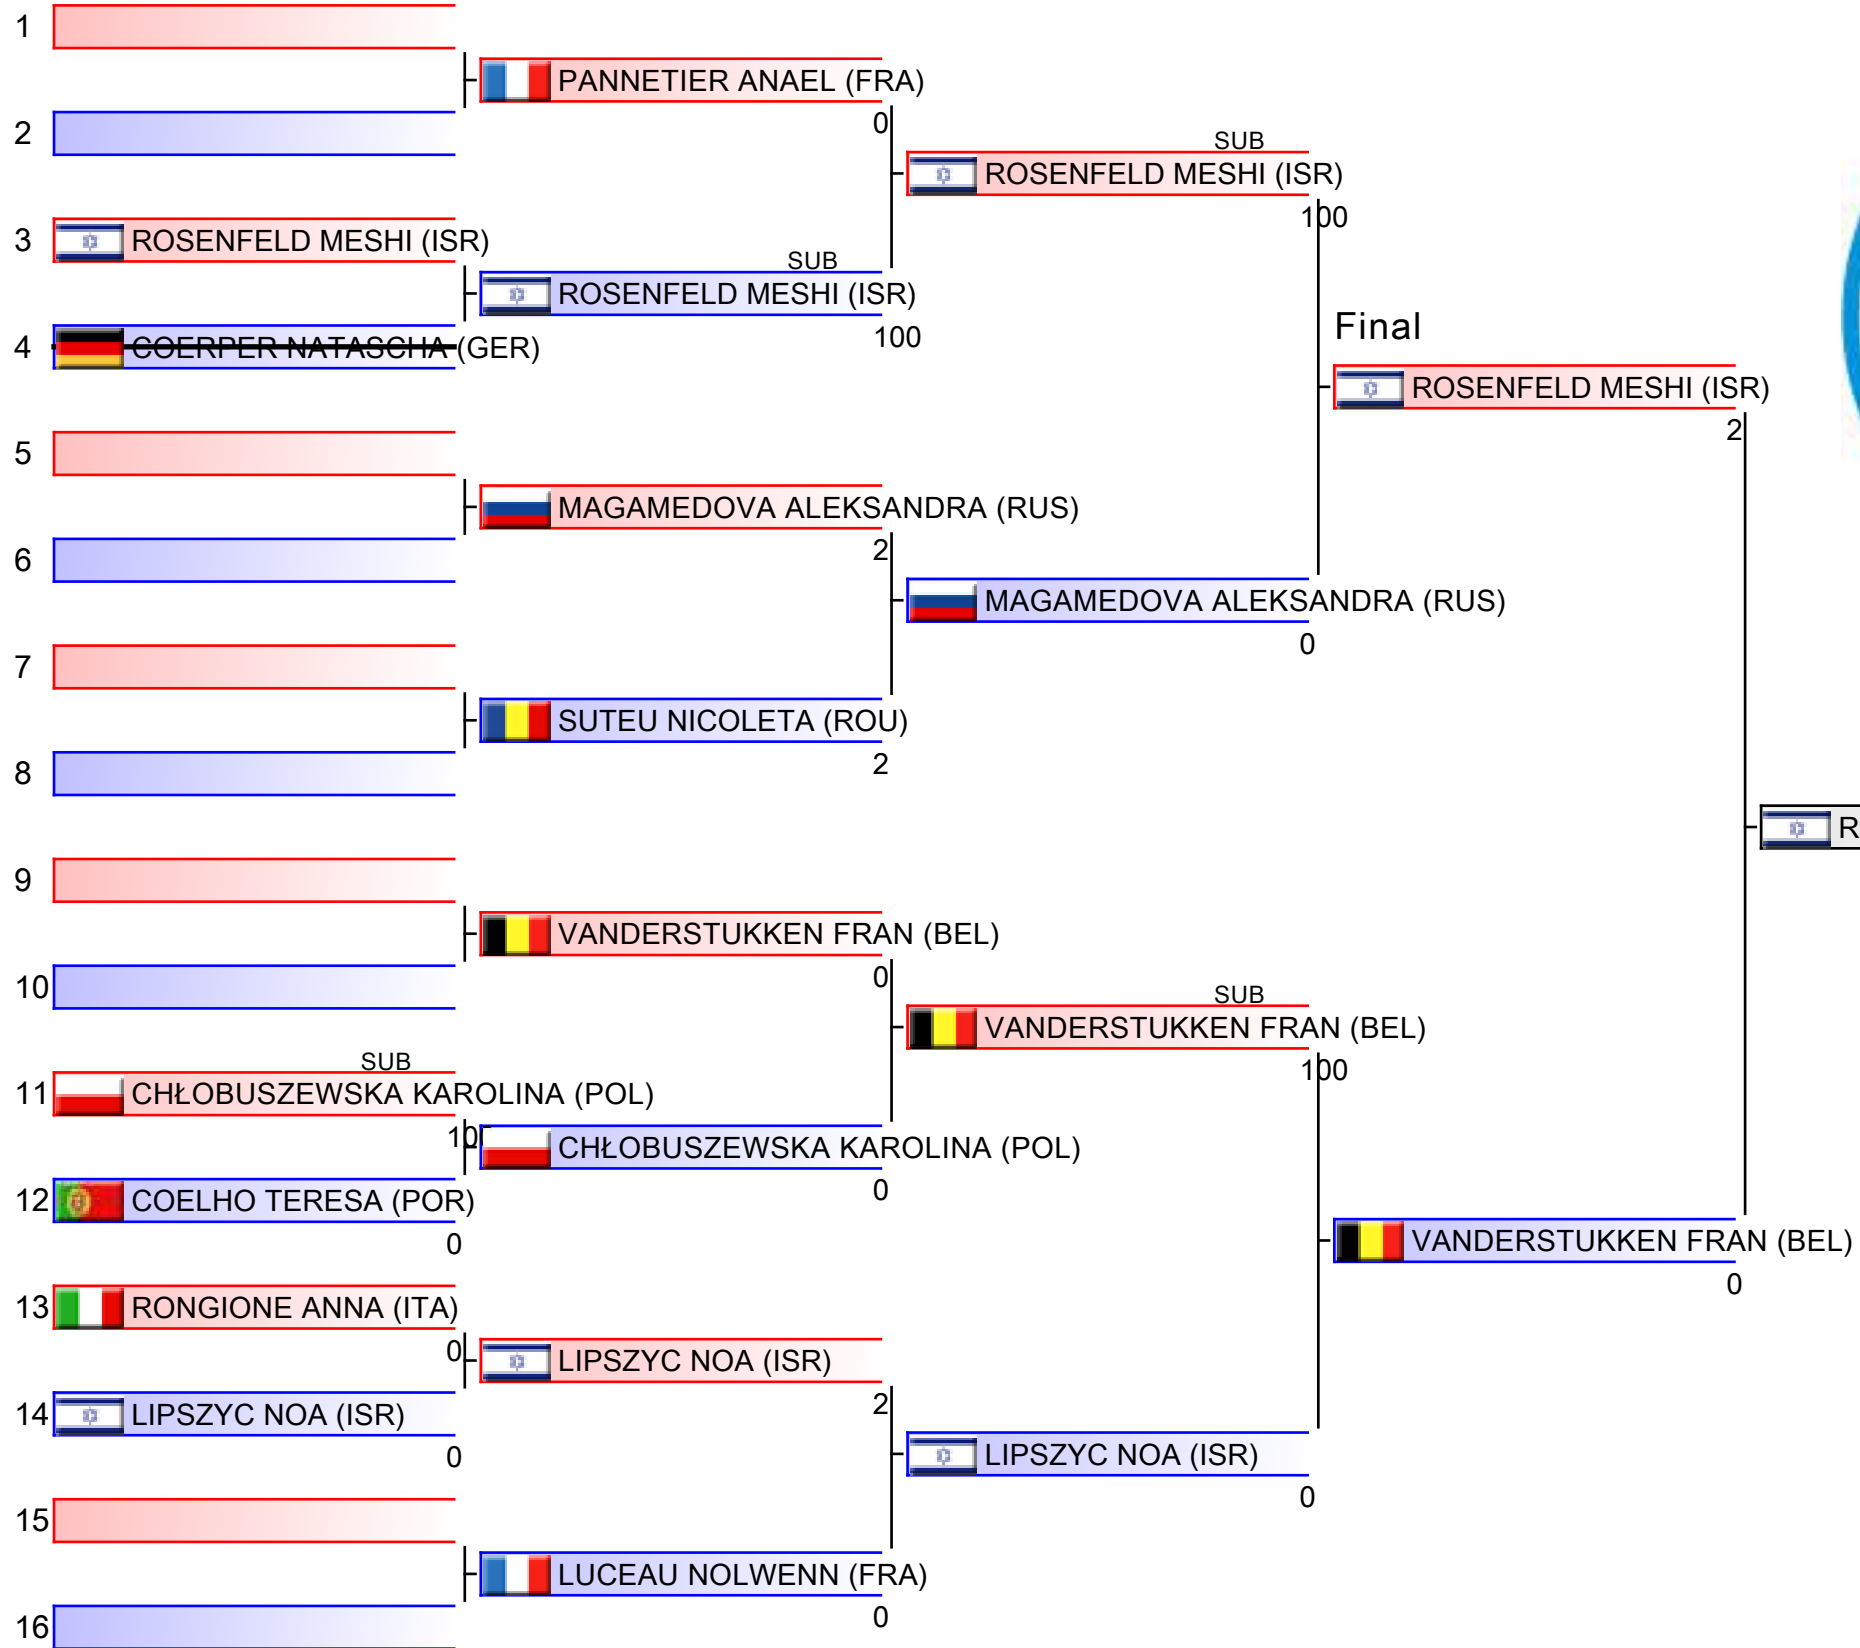 1
PANNETIER ANAEL (FRA)
0
2
SUB
ROSENFELD MESHI (ISR)
100
3
ROSENFELD MESHI (ISR)
SUB
ROSENFELD MESHI (ISR)
100
4
COERPER NATASCHA (GER)
Final
ROSENFELD MESHI (ISR)
2
5
MAGAMEDOVA ALEKSANDRA (RUS)
2
6
MAGAMEDOVA ALEKSANDRA (RUS)
0
7
SUTEU NICOLETA (ROU)
2
8
R
9
VANDERSTUKKEN FRAN (BEL)
0
10
SUB
VANDERSTUKKEN FRAN (BEL)
100
SUB
11
CHŁOBUSZEWSKA KAROLINA (POL)
CHŁOBUSZEWSKA KAROLINA (POL)
0
12
COELHO TERESA (POR)
0
VANDERSTUKKEN FRAN (BEL)
0
13
RONGIONE ANNA (ITA)
0
LIPSZYC NOA (ISR)
2
14
LIPSZYC NOA (ISR)
0
LIPSZYC NOA (ISR)
0
15
LUCEAU NOLWENN (FRA)
0
16